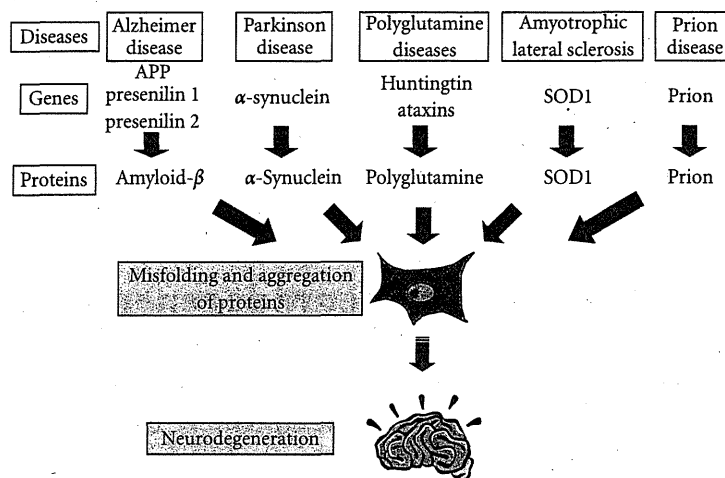 Diseases
Alzheimer
disease
Parkinson
disease
Polyglutamine
diseases
Amyotrophic
lateral sclerosis
Prion
disease
Genes
APP
presenilin 1
presenilin 2
α-synuclein
Huntingtin
ataxins
SOD1
Prion
Proteins
Amyloid-β
α-Synuclein
Polyglutamine
SOD1
Prion
Misfolding and aggregation
of proteins
Neurodegeneration